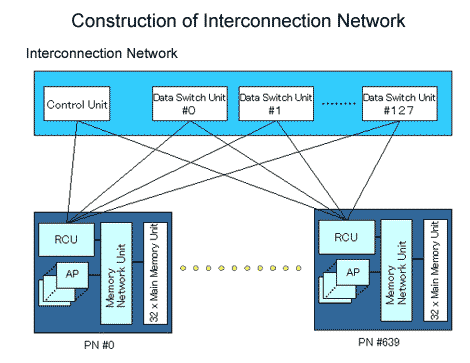 Construction of Interconnection Network
Interconnection Network
Control Unit
Data Switch Unit
#0
Data Switch Unit
#1
Data Switch Unit
#127
RCU
AP
Memory
Network Unit
32 x Main Memory Unit
PN #0
RCU
AP
Memory
Network Unit
32 x Main Memory Unit
PN #639